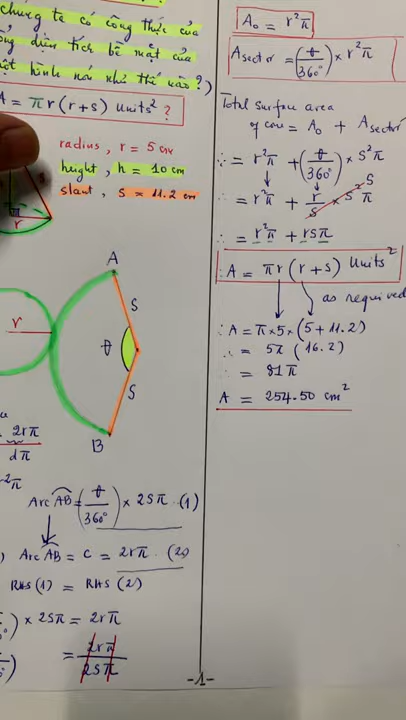 chúng ta có công thức của
diện tích bề mặt của
một hình nón như thế nào?)
A = πr(r+s) Units² ?
radius, r = 5 cm
height, h = 10 cm
slant, s = 11.2 cm
r
A
S
r
θ
S
B
2rπ
dπ
Arc AB = (θ/360°) × 2sπ . (1)
Arc AB = c = 2rπ . (2)
RHS (1) = RHS (2)
× 2sπ = 2rπ
= 2rπ/2sπ
A₀ = r²π
A sector = (θ/360°) × r²π
Total surface area
of cone = A₀ + A sector
∵ = r²π + (θ/360°) × s²π
∴ = r²π + r/s × s² π
S
∴ = r²π + rsπ
∴ A = πr(r+s) Units²
as required
∴ A = π×5×(5+11.2)
∴ = 5π(16.2)
∴ = 81π
A = 254.50 cm²
-1-